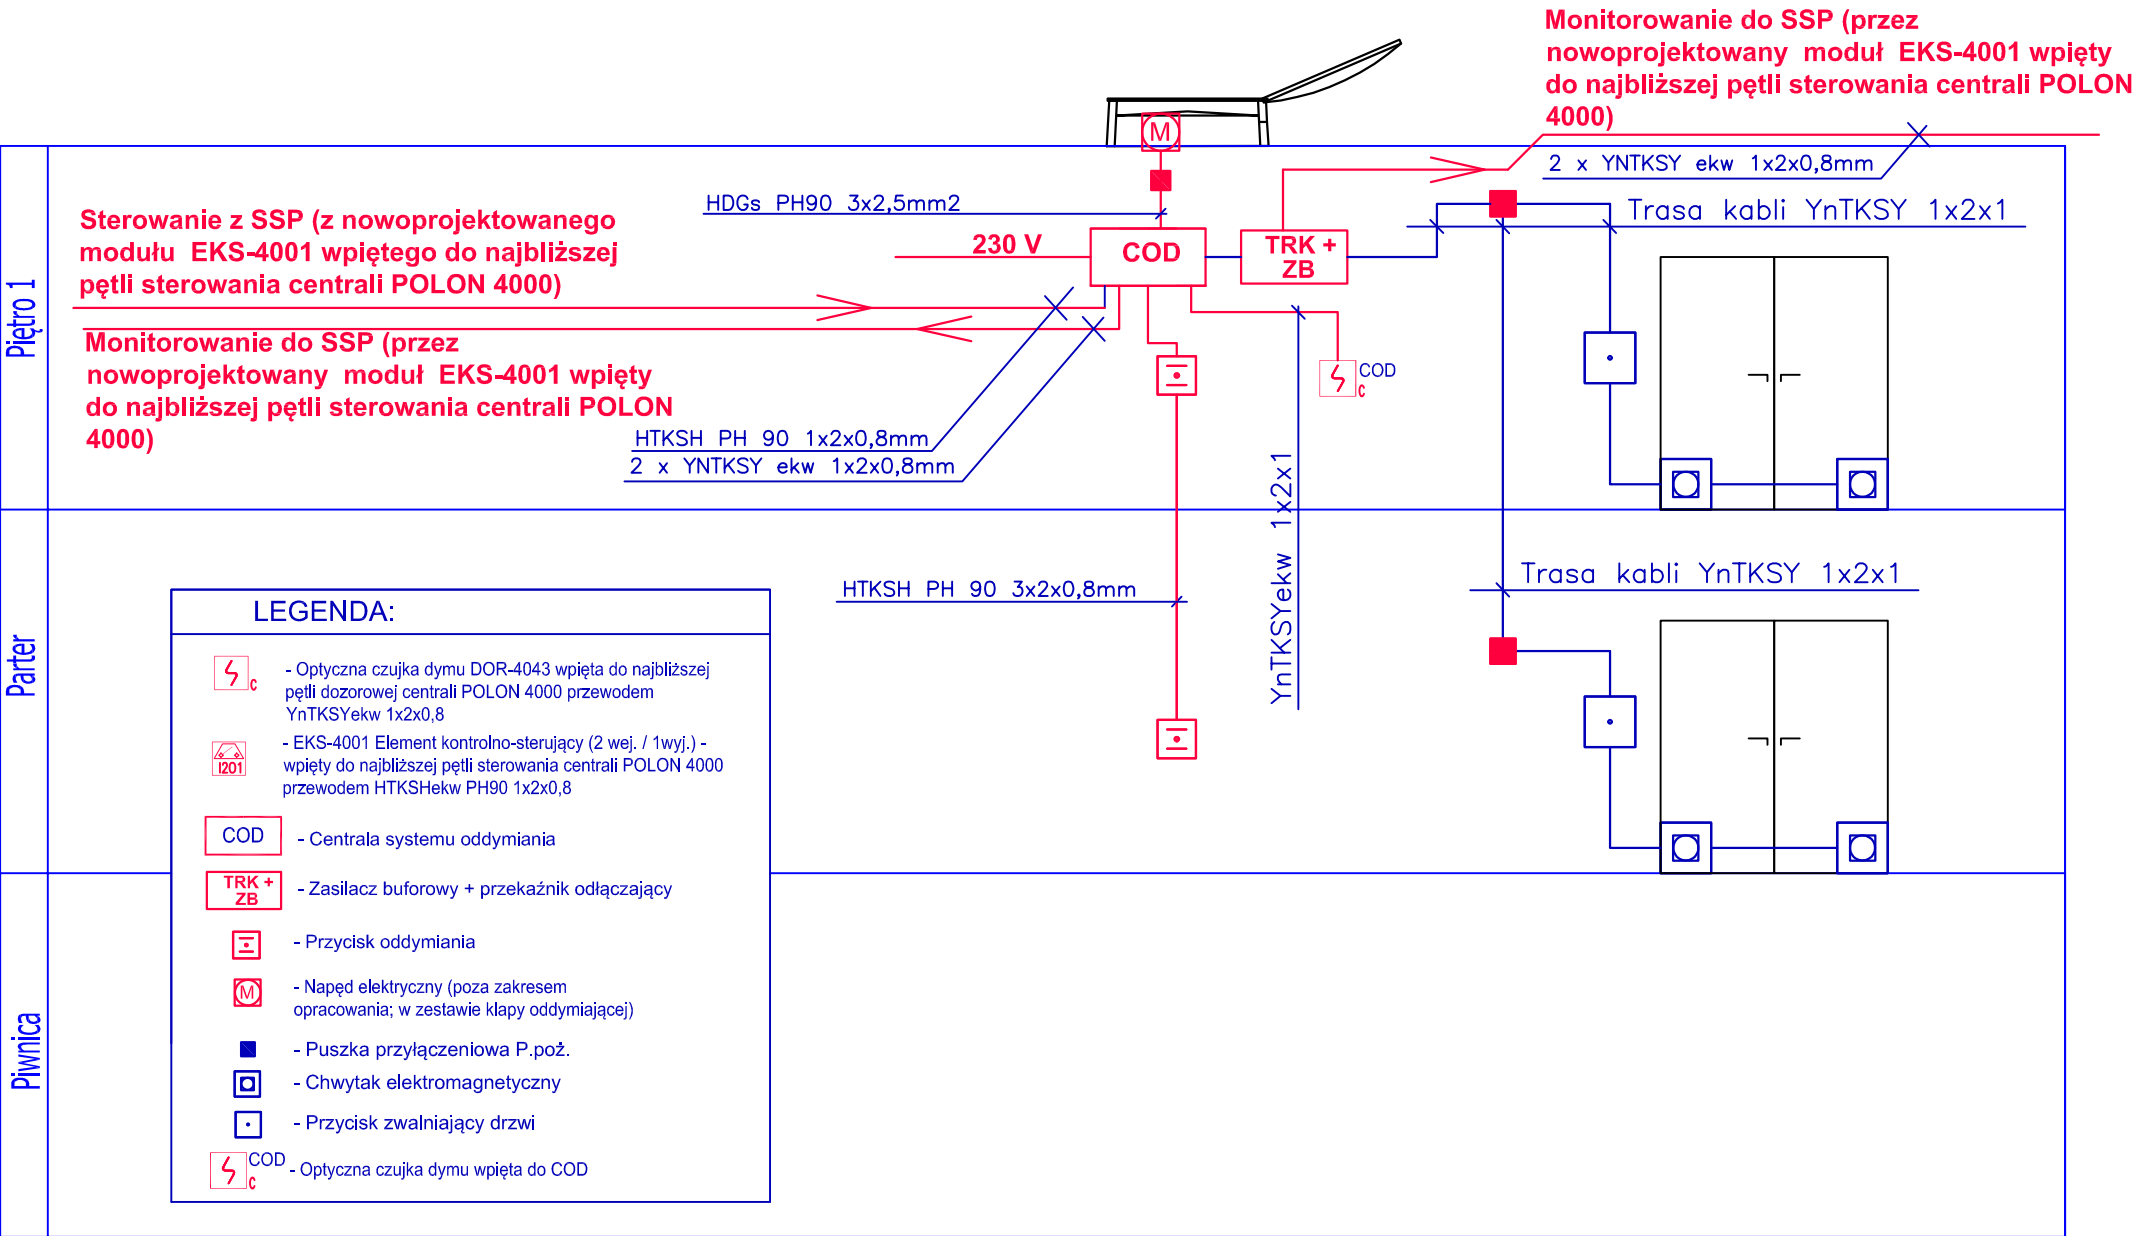 Monitorowanie do SSP (przez
nowoprojektowany moduł EKS-4001 wpięty
do najbliższej pętli sterowania centrali POLON
4000)
2 x YNTKSY ekw 1x2x0,8mm
M
HDGs PH90 3x2,5mm2
Trasa kabli YnTKSY 1x2x1
Sterowanie z SSP (z nowoprojektowanego
modułu EKS-4001 wpiętego do najbliższej
pętli sterowania centrali POLON 4000)
230 V
COD
TRK +
ZB
Piętro 1
Monitorowanie do SSP (przez
nowoprojektowany moduł EKS-4001 wpięty
do najbliższej pętli sterowania centrali POLON
4000)
COD
C
HTKSH PH 90 1x2x0,8mm
2 x YNTKSY ekw 1x2x0,8mm
YnTKSYekw 1x2x1
Parter
HTKSH PH 90 3x2x0,8mm
Trasa kabli YnTKSY 1x2x1
Piwnica
LEGENDA:
C
- Optyczna czujka dymu DOR-4043 wpięta do najbliższej
pętli dozorowej centrali POLON 4000 przewodem
YnTKSYekw 1x2x0,8
I201
- EKS-4001 Element kontrolno-sterujący (2 wej. / 1wyj.) -
wpięty do najbliższej pętli sterowania centrali POLON 4000
przewodem HTKSHekw PH90 1x2x0,8
COD
- Centrala systemu oddymiania
TRK +
ZB
- Zasilacz buforowy + przekaźnik odłączający
- Przycisk oddymiania
M
- Napęd elektryczny (poza zakresem
opracowania; w zestawie klapy oddymiającej)
- Puszka przyłączeniowa P.poż.
- Chwytak elektromagnetyczny
- Przycisk zwalniający drzwi
COD
C
- Optyczna czujka dymu wpięta do COD